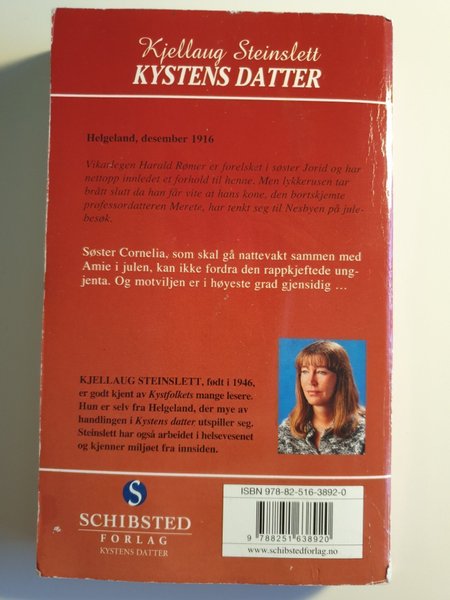 Kjellaug Steinslett
KYSTENS DATTER
Helgeland, desember 1916
Vikarlegen Harald Rømer er forelsket i søster Jorid og har
nettopp innledet et forhold til henne. Men lykkerusen tar
brått slutt da han får vite at hans kone, den bortskjemte
professordatteren Merete, har tenkt seg til Nesbyen på jule-
besøk.
Søster Cornelia, som skal gå nattevakt sammen med
Amie i julen, kan ikke fordra den rappkjeftede ung-
jenta. Og motviljen er i høyeste grad gjensidig …
KJELLAUG STEINSLETT, født i 1946,
er godt kjent av Kystfolkets mange lesere.
Hun er selv fra Helgeland, der mye av
handlingen i Kystens datter utspiller seg.
Steinslett har også arbeidet i helsevesenet
og kjenner miljøet fra innsiden.
S
SCHIBSTED
FORLAG
KYSTENS DATTER
ISBN 978-82-516-3892-0
9 788251 638920
www.schibstedforlag.no